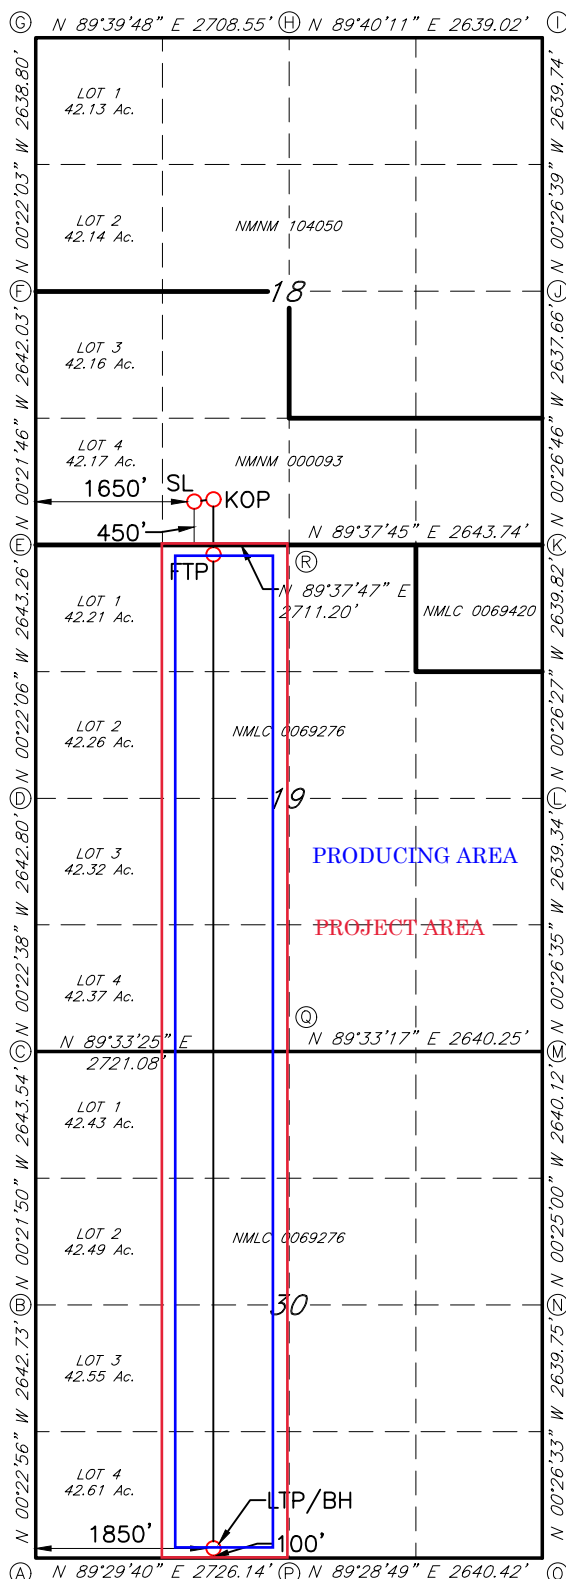 G N 89°39'48" E 2708.55' H N 89°40'11" E 2639.02' I
N 00°22'03" W 2638.80'
N 00°26'39" W 2639.74'
LOT 1
42.13 Ac.
LOT 2
42.14 Ac.
NMNM 104050
F
18
J
N 00°21'46" W 2642.03'
N 00°26'46" W 2637.66'
LOT 3
42.16 Ac.
LOT 4
42.17 Ac.
NMNM 000093
1650'
SL
KOP
450'
N 89°37'45" E 2643.74'
E
K
FTP
R
N 89°37'47" E
2711.20'
N 00°22'06" W 2643.26'
N 00°26'27" W 2639.82'
LOT 1
42.21 Ac.
NMLC 0069420
LOT 2
42.26 Ac.
NMLC 0069276
D
19
L
N 00°22'38" W 2642.80'
N 00°26'35" W 2639.34'
LOT 3
42.32 Ac.
PRODUCING AREA
PROJECT AREA
LOT 4
42.37 Ac.
Q
N 89°33'25" E
2721.08'
N 89°33'17" E 2640.25'
C
M
N 00°21'50" W 2643.54'
N 00°25'00" W 2640.12'
LOT 1
42.43 Ac.
LOT 2
42.49 Ac.
NMLC 0069276
B
30
N
N 00°22'56" W 2642.73'
N 00°26'33" W 2639.75'
LOT 3
42.55 Ac.
LOT 4
42.61 Ac.
LTP/BH
1850'
100'
A N 89°29'40" E 2726.14' P N 89°28'49" E 2640.42' O